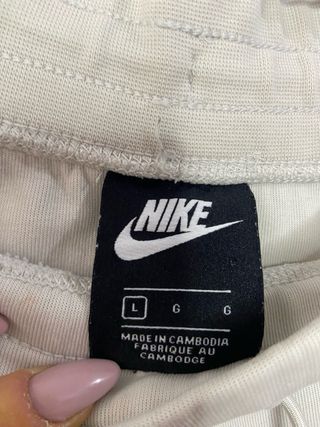 NIKE
L G G
MADE IN CAMBODIA
FABRIQUE AU
CAMBODGE